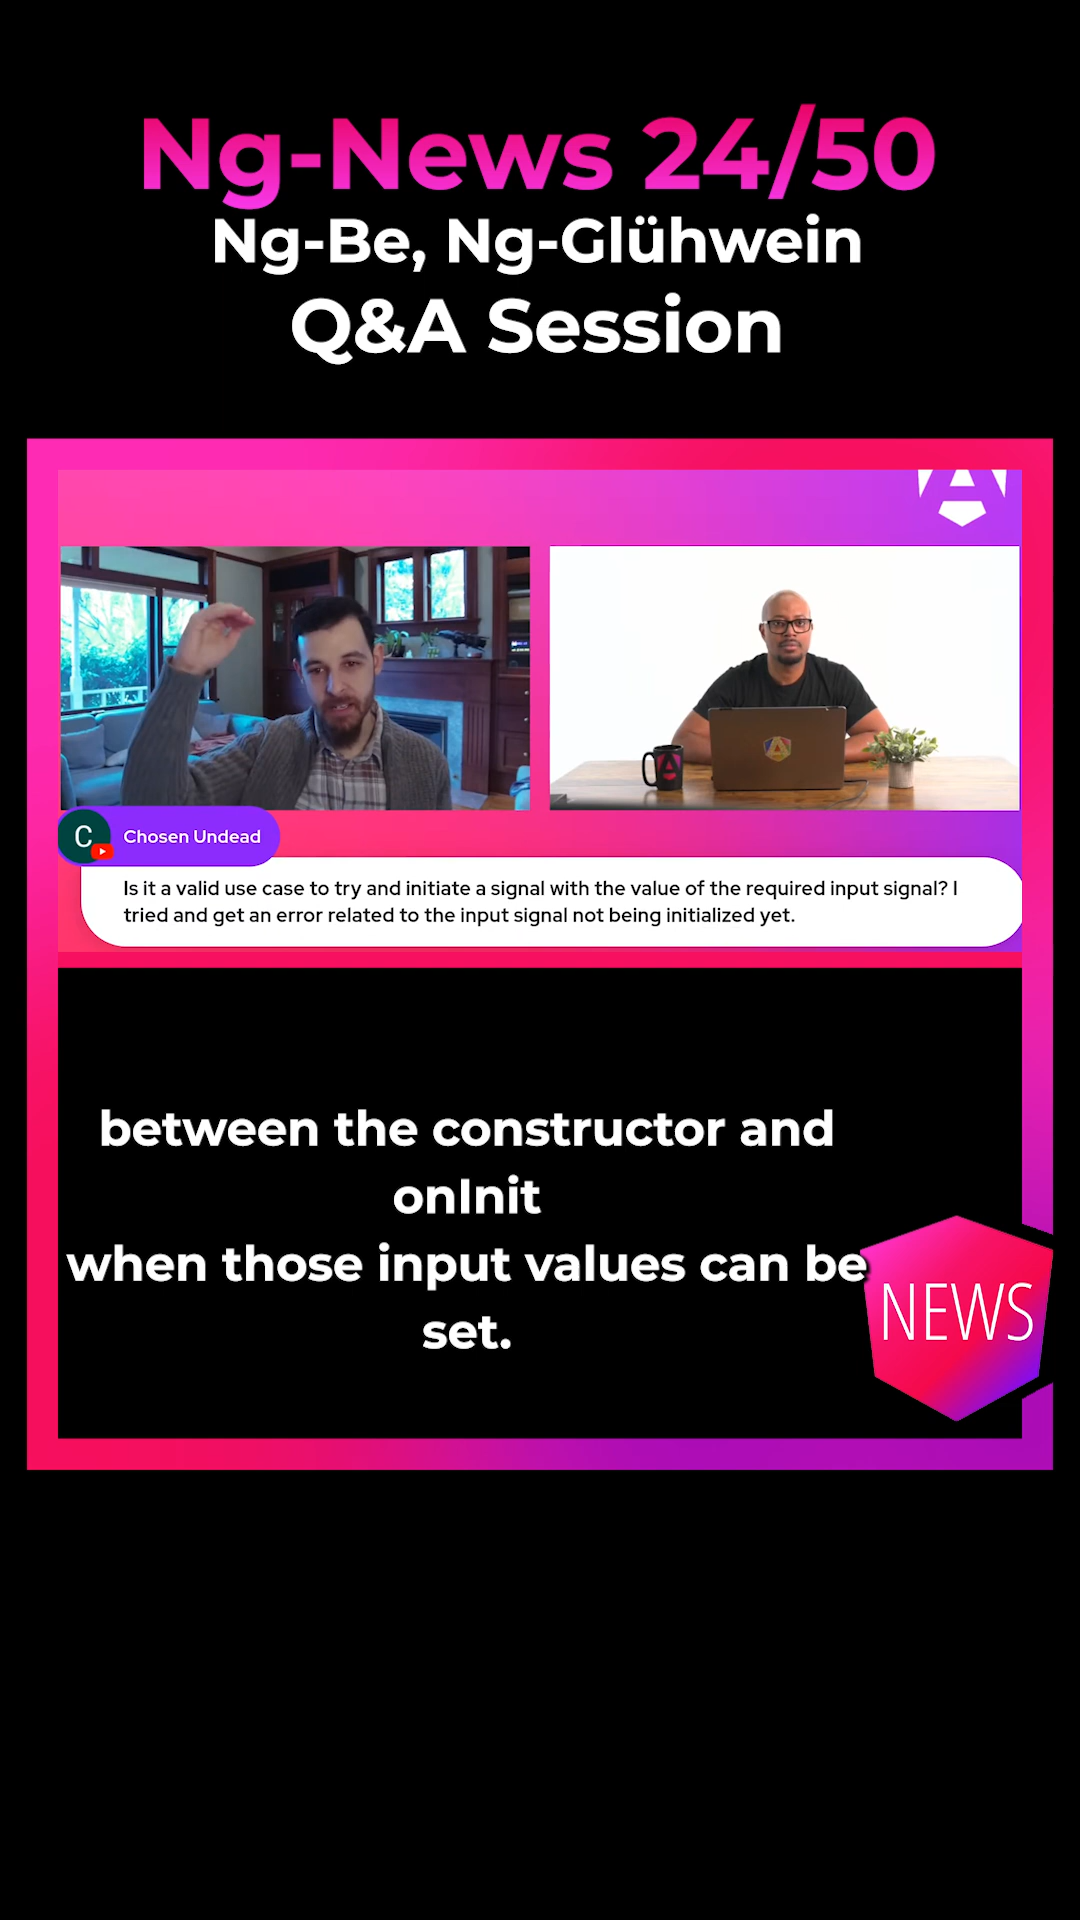 Ng-News 24/50
Ng-Be, Ng-Glühwein
Q&A Session
C
Chosen Undead
Is it a valid use case to try and initiate a signal with the value of the required input signal? I
tried and get an error related to the input signal not being initialized yet.
between the constructor and
onInit
when those input values can be
set.
NEWS